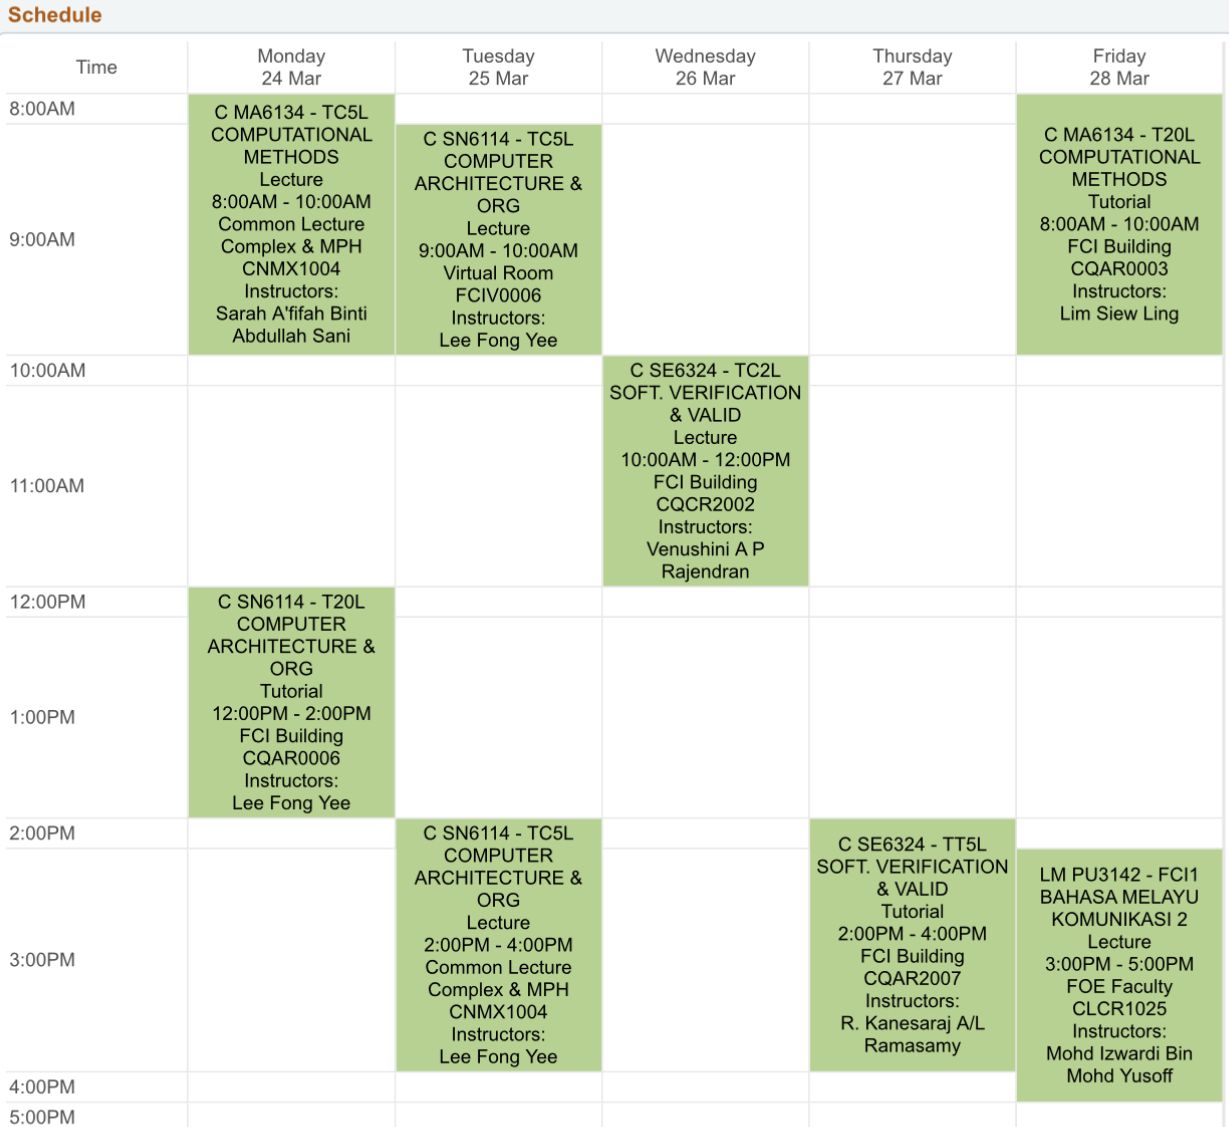 Schedule
Time
Monday
24 Mar
Tuesday
25 Mar
Wednesday
26 Mar
Thursday
27 Mar
Friday
28 Mar
8:00AM
C MA6134 - TC5L
COMPUTATIONAL
METHODS
Lecture
8:00AM - 10:00AM
Common Lecture
Complex & MPH
CNMX1004
Instructors:
Sarah A'fifah Binti
Abdullah Sani
C MA6134 - T20L
COMPUTATIONAL
METHODS
Tutorial
8:00AM - 10:00AM
FCI Building
CQAR0003
Instructors:
Lim Siew Ling
9:00AM
C SN6114 - TC5L
COMPUTER
ARCHITECTURE &
ORG
Lecture
9:00AM - 10:00AM
Virtual Room
FCIV0006
Instructors:
Lee Fong Yee
10:00AM
C SE6324 - TC2L
SOFT. VERIFICATION
& VALID
Lecture
10:00AM - 12:00PM
FCI Building
CQCR2002
Instructors:
Venushini A P
Rajendran
11:00AM
12:00PM
C SN6114 - T20L
COMPUTER
ARCHITECTURE &
ORG
Tutorial
12:00PM - 2:00PM
FCI Building
CQAR0006
Instructors:
Lee Fong Yee
1:00PM
2:00PM
C SN6114 - TC5L
COMPUTER
ARCHITECTURE &
ORG
Lecture
2:00PM - 4:00PM
Common Lecture
Complex & MPH
CNMX1004
Instructors:
Lee Fong Yee
C SE6324 - TT5L
SOFT. VERIFICATION
& VALID
Tutorial
2:00PM - 4:00PM
FCI Building
CQAR2007
Instructors:
R. Kanesaraj A/L
Ramasamy
3:00PM
LM PU3142 - FCI1
BAHASA MELAYU
KOMUNIKASI 2
Lecture
3:00PM - 5:00PM
FOE Faculty
CLCR1025
Instructors:
Mohd Izwardi Bin
Mohd Yusoff
4:00PM
5:00PM